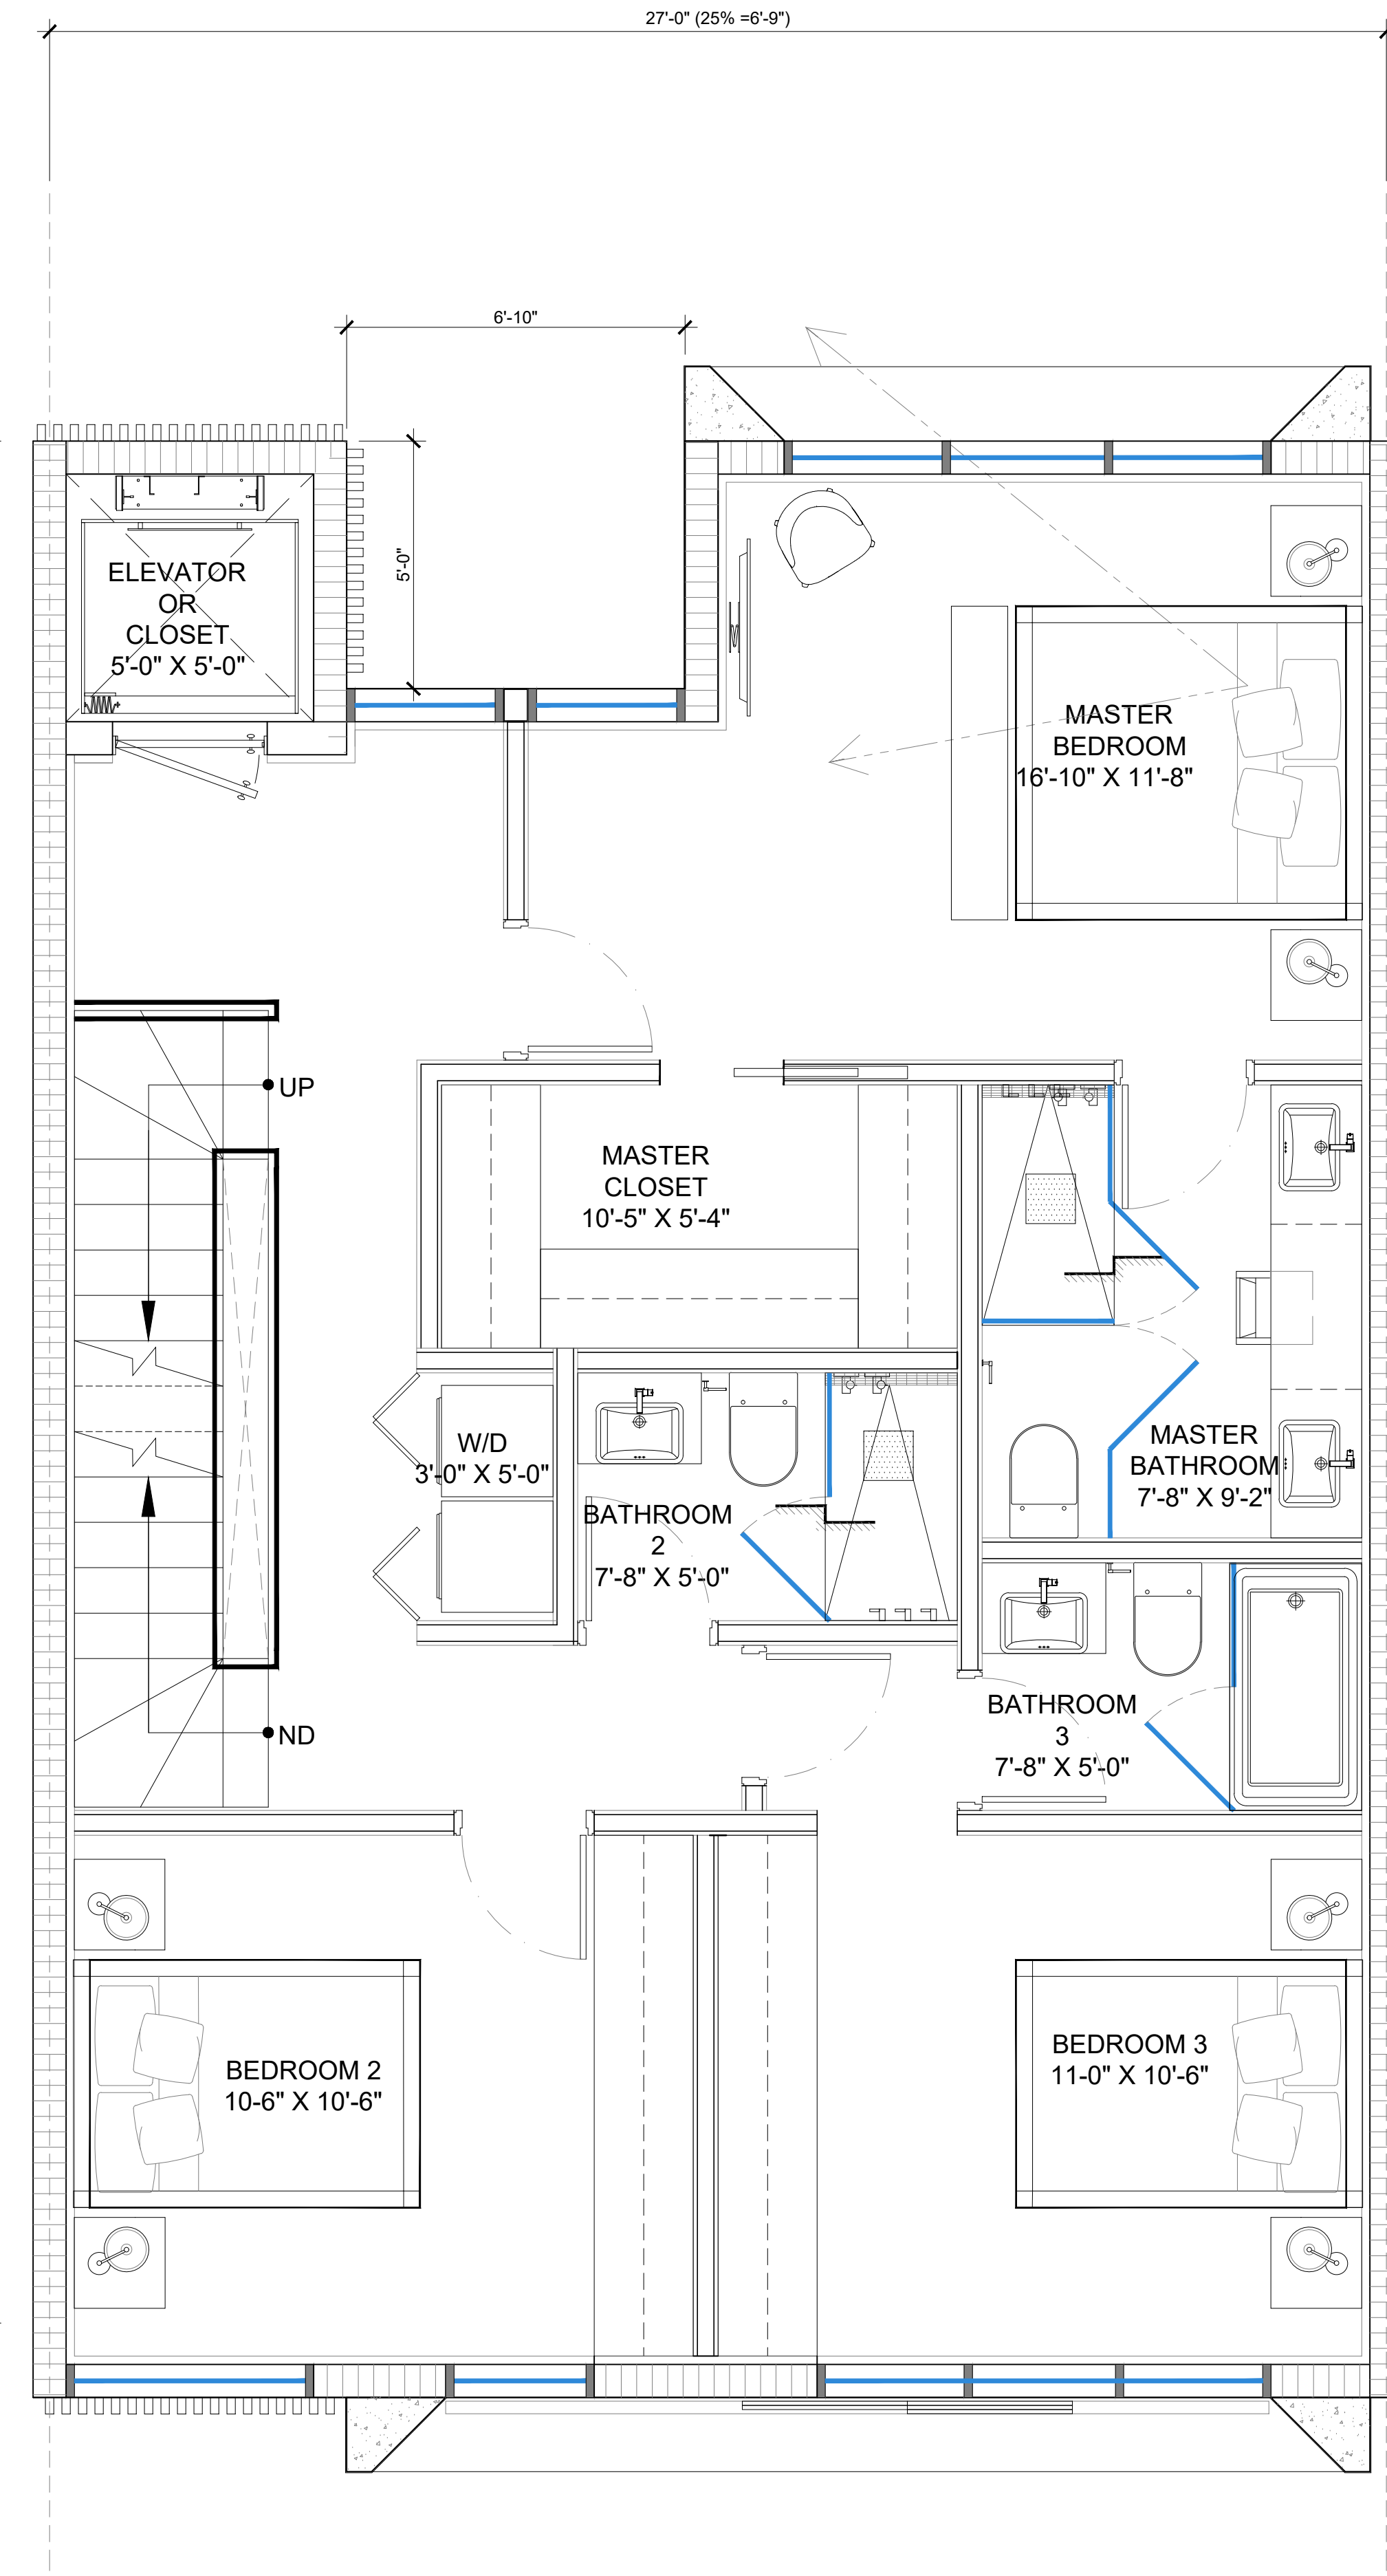 27'-0" (25% =6'-9")
6'-10"
5'-0"
ELEVATOR
OR
CLOSET
5'-0" X 5'-0"
MASTER
BEDROOM
16'-10" X 11'-8"
UP
MASTER
CLOSET
10'-5" X 5'-4"
W/D
3'-0" X 5'-0"
MASTER
BATHROOM
7'-8" X 9'-2"
BATHROOM
2
7'-8" X 5'-0"
BATHROOM
3
7'-8" X 5'-0"
ND
BEDROOM 2
10-6" X 10'-6"
BEDROOM 3
11-0" X 10'-6"